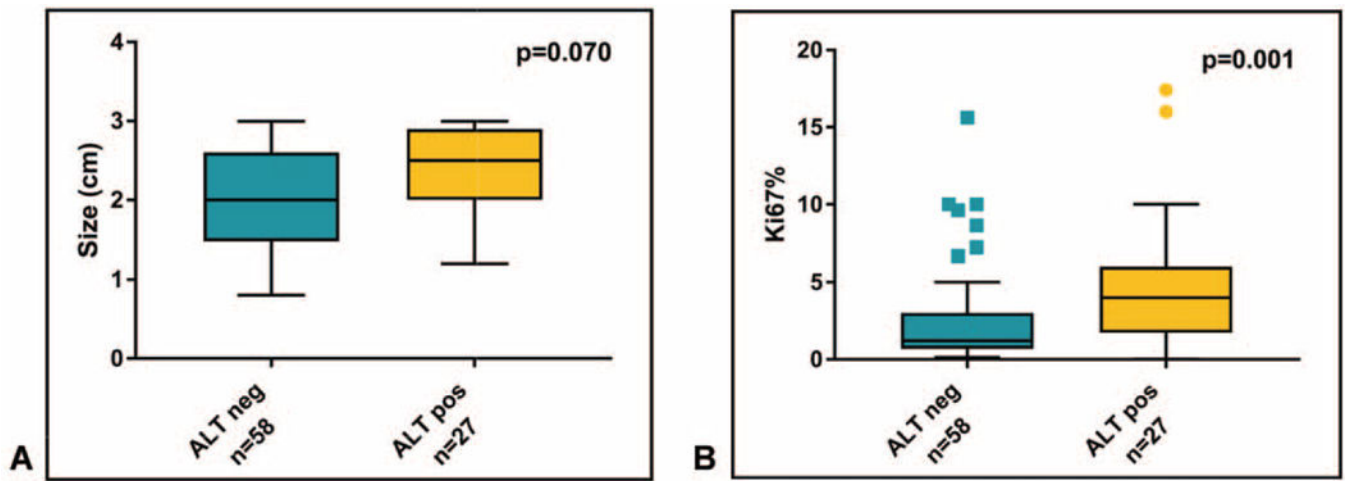 p=0.070
Size (cm)
4
3
2
1
0
ALT neg
n=58
ALT pos
n=27
A
p=0.001
Ki67%
20
15
10
5
0
ALT neg
n=58
ALT pos
n=27
B